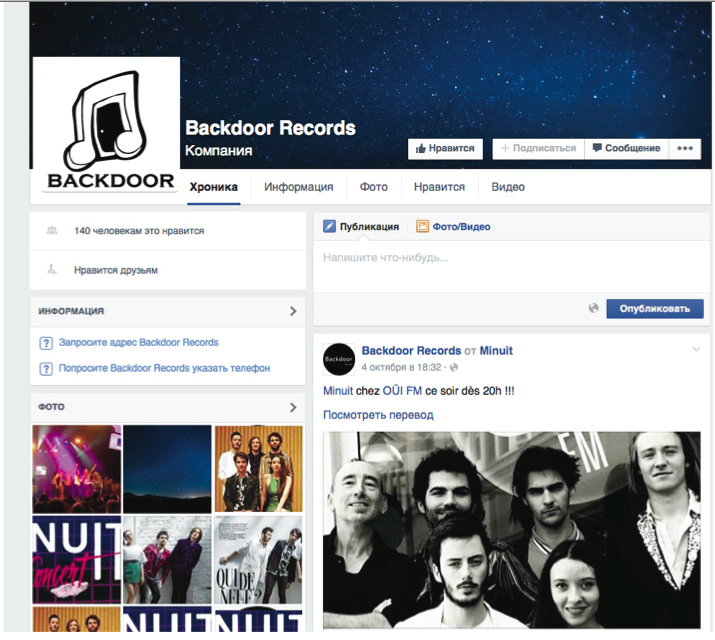 BACKDOOR
Backdoor Records
Компания
Нравится
+ Подписаться
Сообщение
Хроника
Информация
Фото
Нравится
Видео
140 человекам это нравится
Нравится друзьям
ИНФОРМАЦИЯ
? Запросите адрес Backdoor Records
? Попросите Backdoor Records указать телефон
ФОТО
NUIT
Concert
QUI DE
NEUF?
NUIT
NUIT
Публикация
Фото/Видео
Напишите что-нибудь...
Опубликовать
Backdoor
Backdoor Records от Minuit
4 октября в 18:32 ·
Minuit chez OÜI FM ce soir dès 20h !!!
Посмотреть перевод
FM